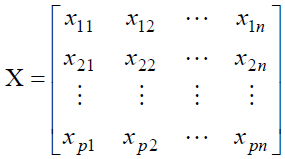 X = [ x₁₁ x₁₂ ⋯ x₁ₙ
x₂₁ x₂₂ ⋯ x₂ₙ
⋮ ⋮ ⋮ ⋮
xₚ₁ xₚ₂ ⋯ xₚₙ ]